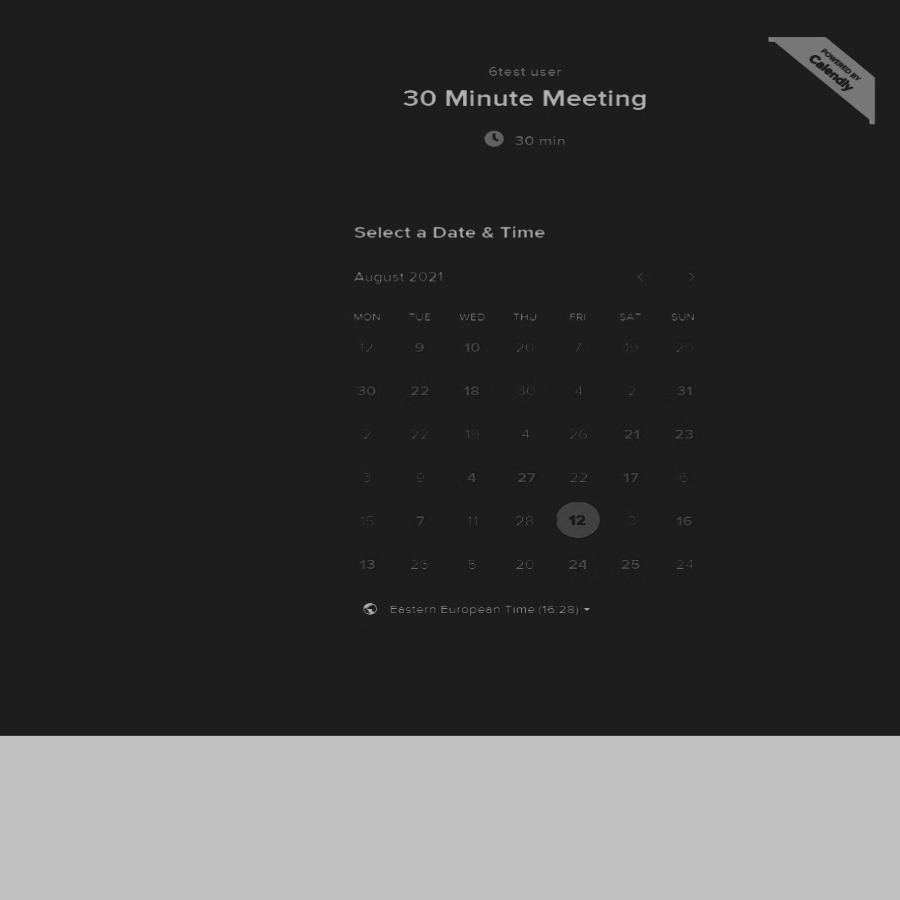 POWERED BY
Calendly
6test user
30 Minute Meeting
30 min
Select a Date & Time
August 2021
MON TUE WED THU FRI SAT SUN
12 9 10 20 7 19 29
30 22 18 30 4 2 31
2 22 19 4 26 21 23
3 9 4 27 22 17 6
15 7 11 28 12 3 16
13 26 5 20 24 25 24
Eastern European Time (16:28)